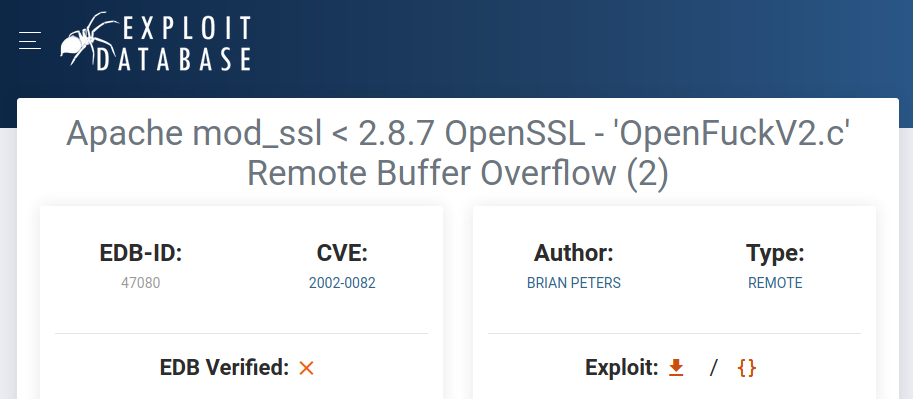 EXPLOIT
DATABASE
Apache mod_ssl < 2.8.7 OpenSSL - 'OpenFuckV2.c'
Remote Buffer Overflow (2)
EDB-ID:
47080
CVE:
2002-0082
Author:
BRIAN PETERS
Type:
REMOTE
EDB Verified: ×
Exploit: / {}